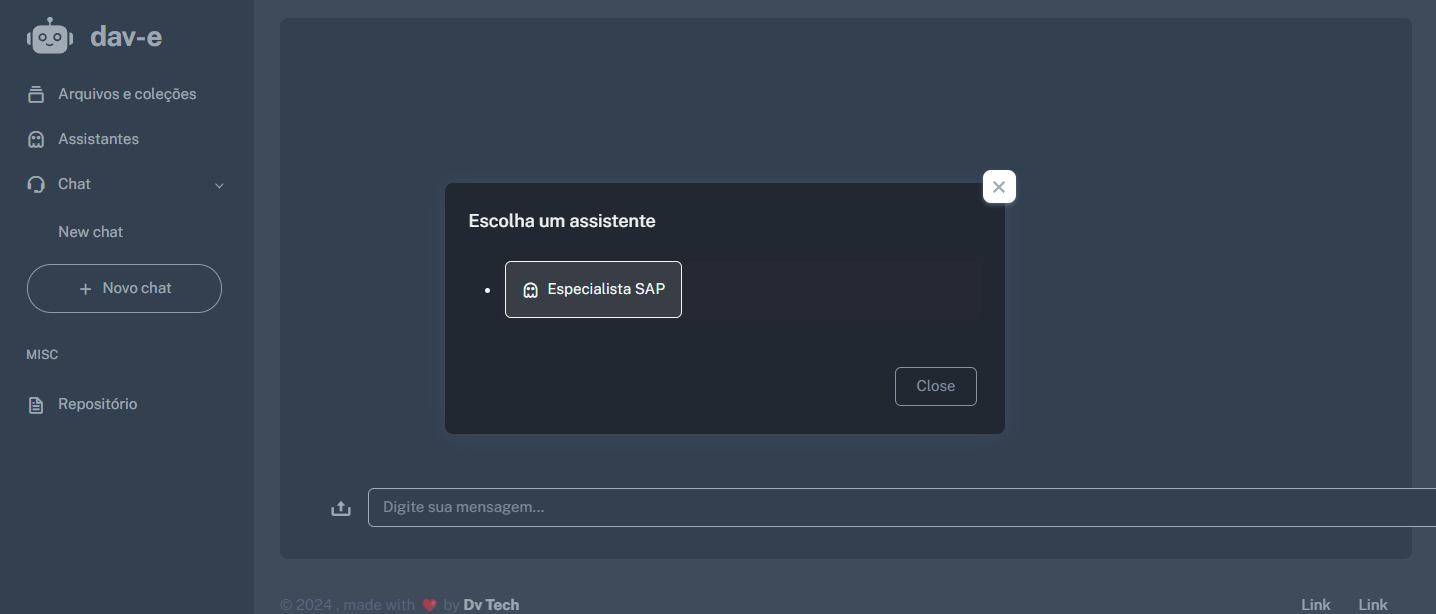 dav-e
Arquivos e coleções
Assistantes
Chat
New chat
+ Novo chat
MISC
Repositório
Escolha um assistente
Especialista SAP
Close
Digite sua mensagem...
© 2024 , made with ❤️ by Dv Tech
Link Link